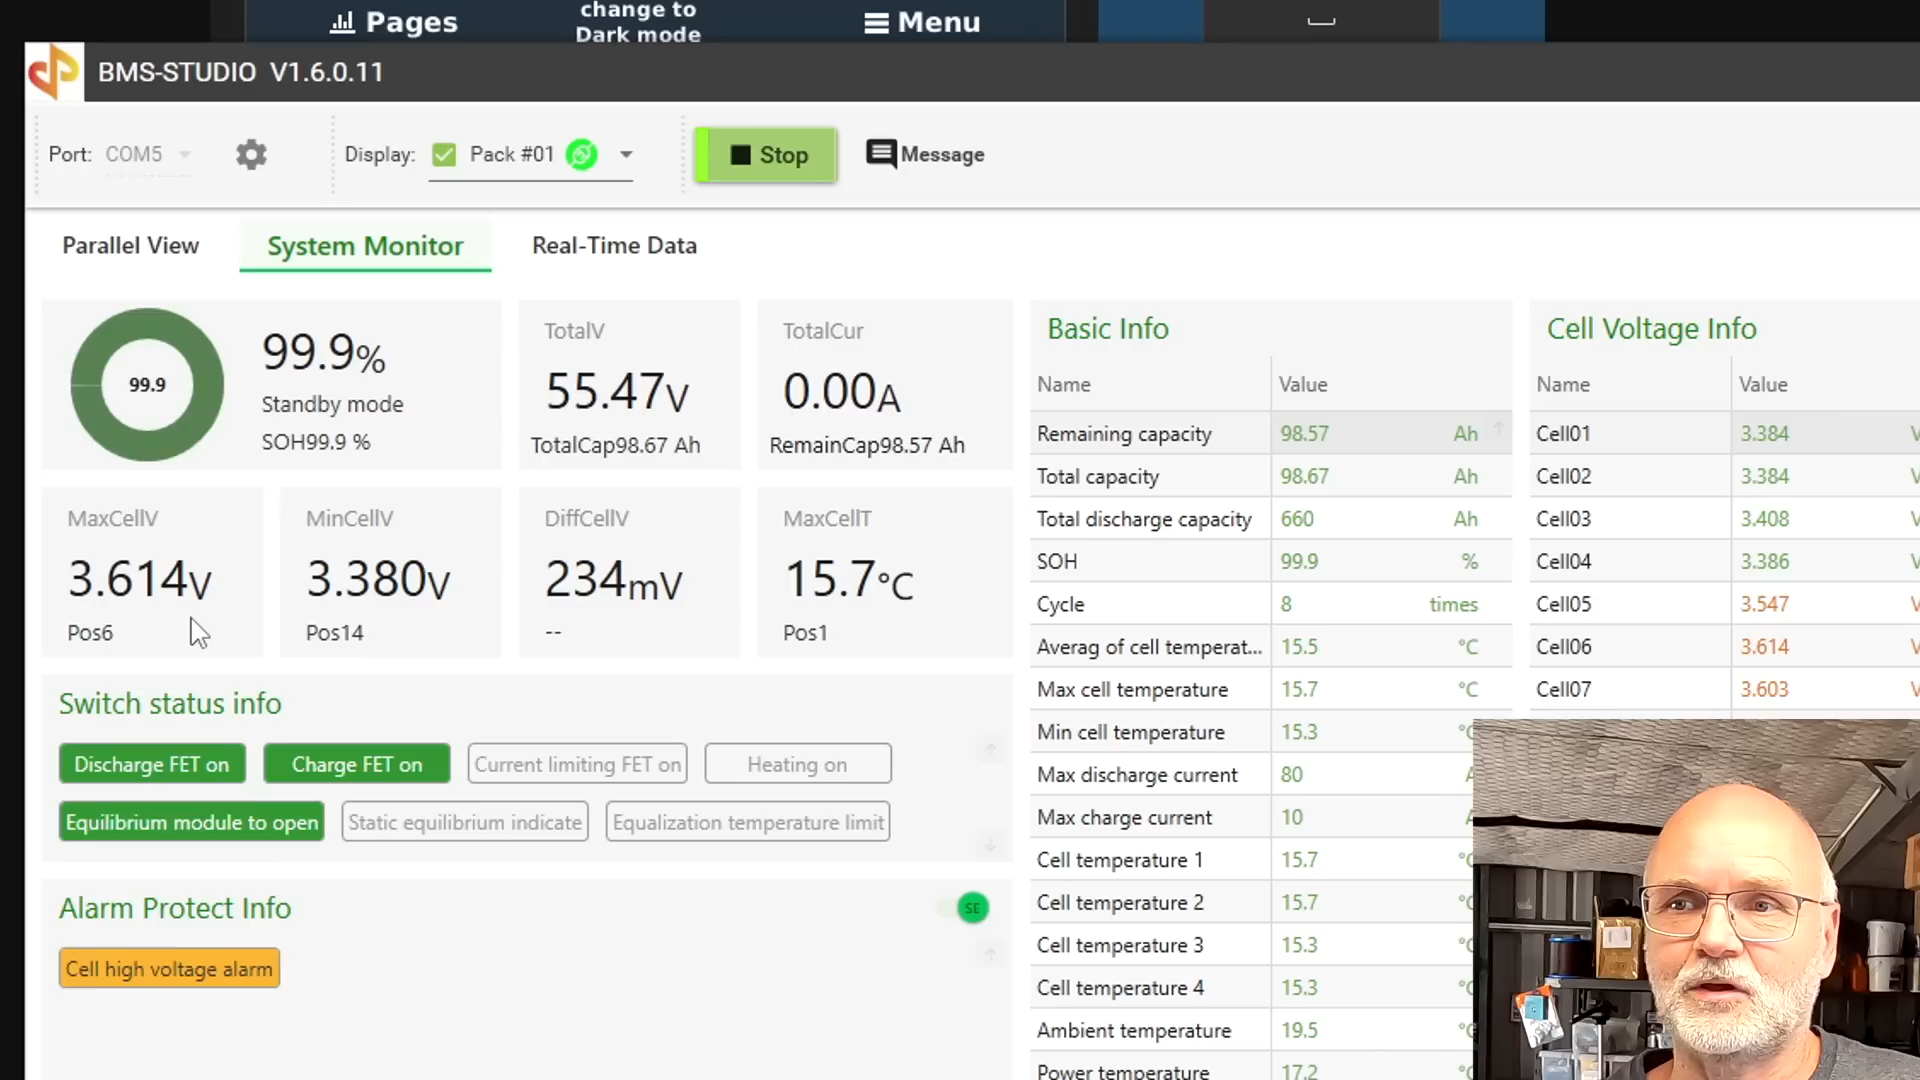 Pages
change to
Dark mode
Menu
BMS-STUDIO V1.6.0.11
Port: COM5
Display: Pack #01
Stop
Message
Parallel View
System Monitor
Real-Time Data
99.9
99.9%
Standby mode
SOH99.9 %
TotalV
55.47V
TotalCap98.67 Ah
TotalCur
0.00A
RemainCap98.57 Ah
MaxCellV
3.614V
Pos6
MinCellV
3.380V
Pos14
DiffCellV
234mV
--
MaxCellT
15.7°C
Pos1
Switch status info
Discharge FET on
Charge FET on
Current limiting FET on
Heating on
Equilibrium module to open
Static equilibrium indicate
Equalization temperature limit
Alarm Protect Info
SE
Cell high voltage alarm
Basic Info
Name Value
Remaining capacity 98.57 Ah
Total capacity 98.67 Ah
Total discharge capacity 660 Ah
SOH 99.9 %
Cycle 8 times
Averag of cell temperat... 15.5 °C
Max cell temperature 15.7 °C
Min cell temperature 15.3 °C
Max discharge current 80 A
Max charge current 10 A
Cell temperature 1 15.7 °C
Cell temperature 2 15.7 °C
Cell temperature 3 15.3 °C
Cell temperature 4 15.3 °C
Ambient temperature 19.5 °C
Power temperature 17.2 °C
Cell Voltage Info
Name Value
Cell01 3.384 V
Cell02 3.384 V
Cell03 3.408 V
Cell04 3.386 V
Cell05 3.547 V
Cell06 3.614 V
Cell07 3.603 V